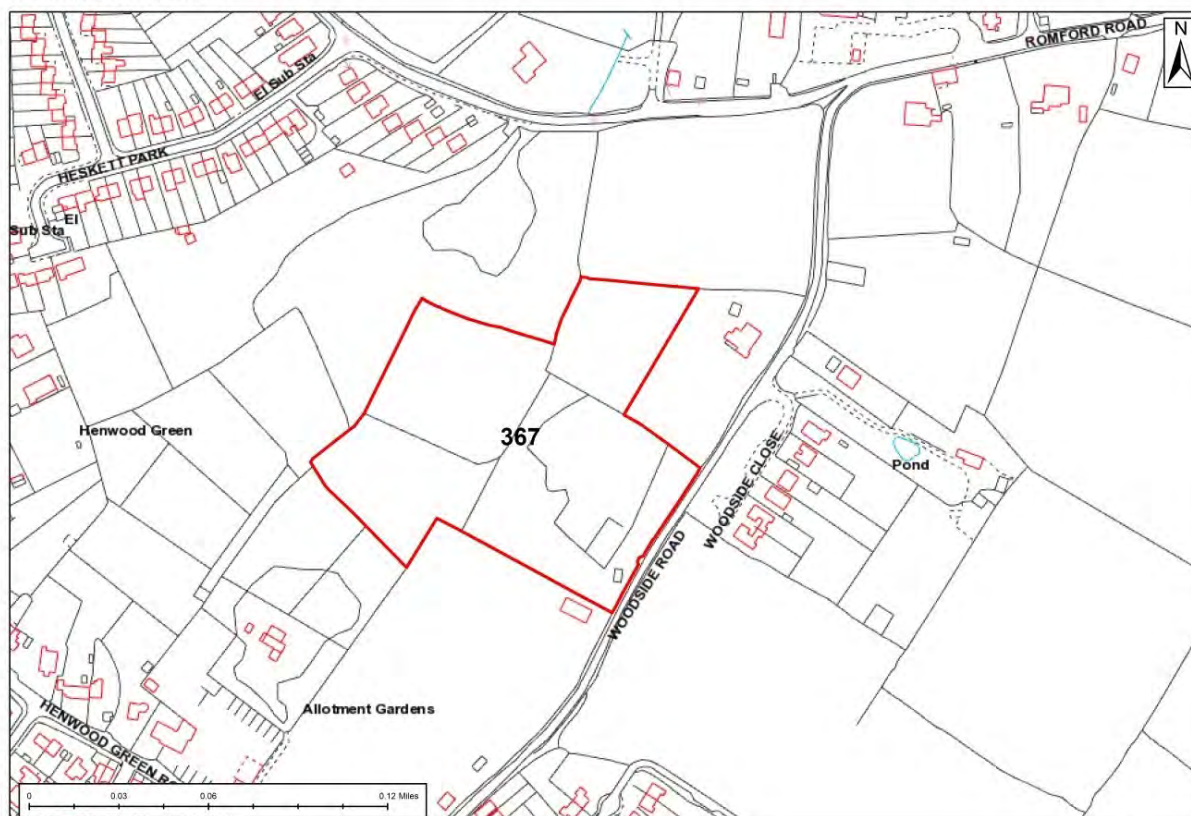 ROMFORD ROAD
N
El Sub Sta
HESKETT PARK
El
Sub Sta
367
Henwood Green
Pond
WOODSIDE CLOSE
WOODSIDE ROAD
Allotment Gardens
HENWOOD GREEN RO
0 0.03 0.06 0.12 Miles